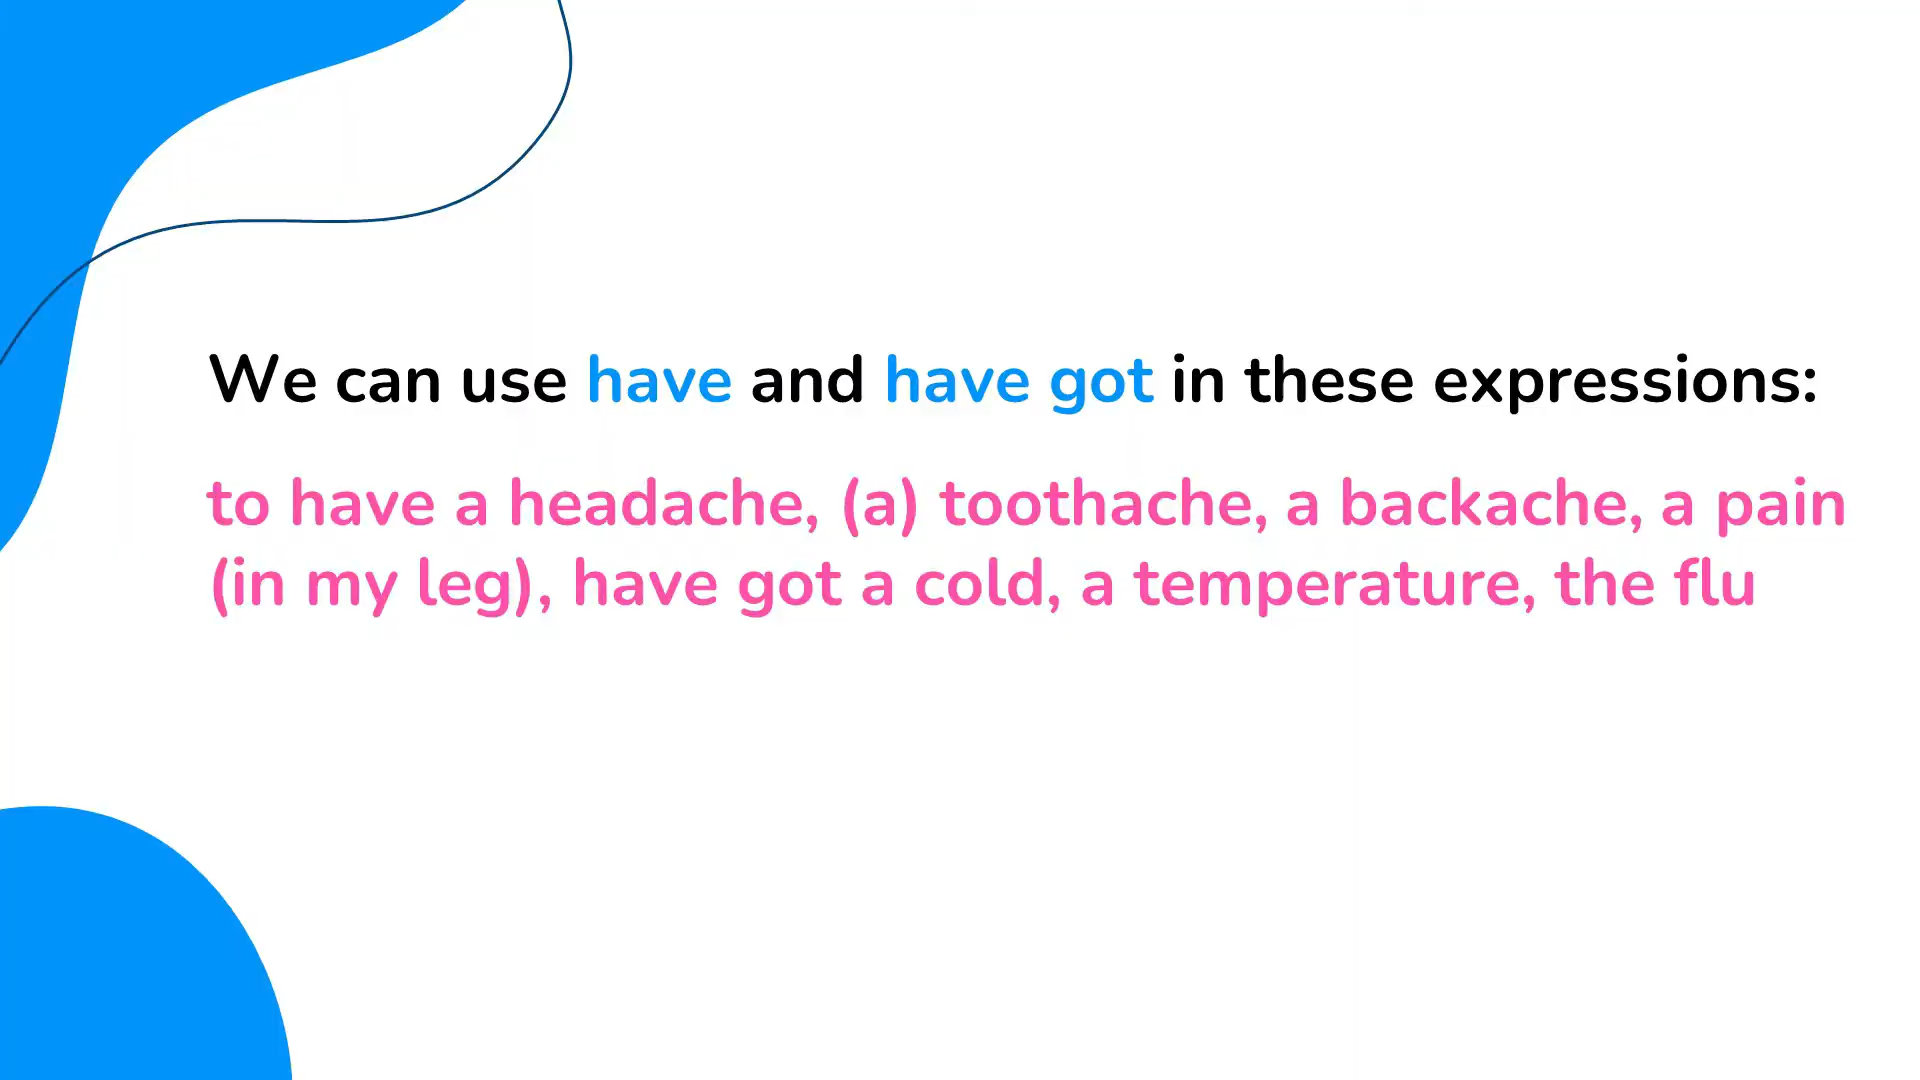 We can use have and have got in these expressions:
to have a headache, (a) toothache, a backache, a pain
(in my leg), have got a cold, a temperature, the flu